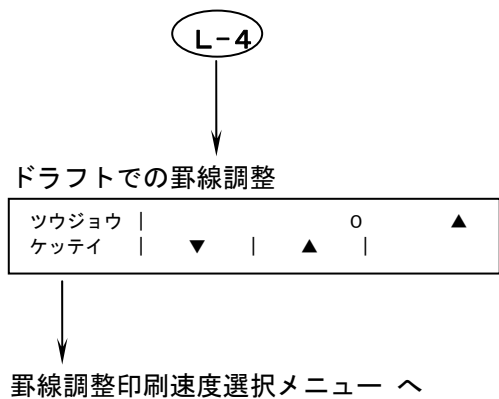 L-4
ドラフトでの罫線調整
ツウジョウ | 0 ▲
ケッテイ | ▼ | ▲ |
罫線調整印刷速度選択メニュー へ